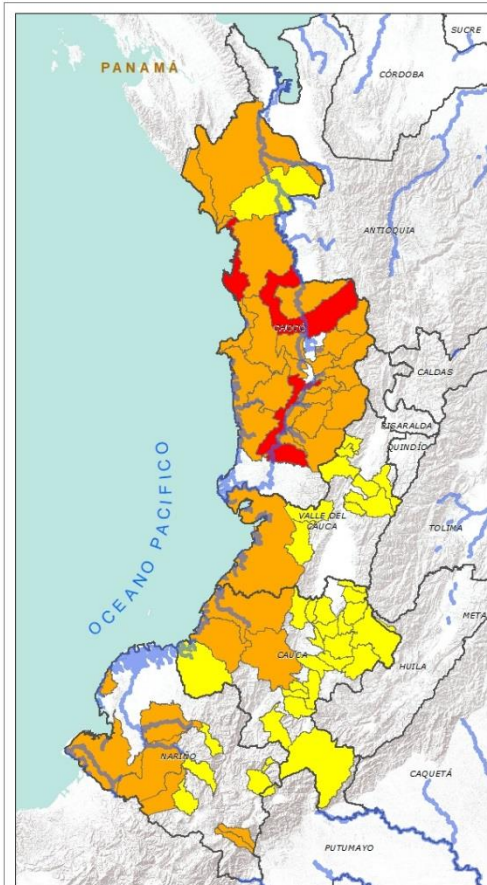 SUCRE
PANAMÁ
CÓRDOBA
ANTIOQUIA
CHOCÓ
CALDAS
RISARALDA
QUINDÍO
OCEANO PACIFICO
VALLE DEL
CAUCA
TOLIMA
META
CAUCA
HUILA
NARIÑO
CAQUETÁ
PUTUMAYO